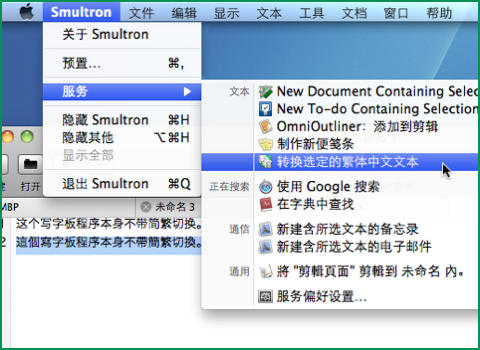 Smultron 文件 编辑 显示 文本 工具 文档 窗口 帮助
关于 Smultron
预置... ⌘,
服务
隐藏 Smultron ⌘H
隐藏其他 ⌥⌘H
显示全部
退出 Smultron ⌘Q
文本
New Document Containing Selec
New To-do Containing Selection
OmniOutliner：添加到剪辑
制作新便笺条
转换选定的繁体中文文本
正在搜索
使用 Google 搜索
在字典中查找
通信
新建含所选文本的备忘录
新建含所选文本的电子邮件
通用
將 "剪輯頁面" 剪輯到 未命名 內。
服务偏好设置...
打开
MBP
未命名 3
这个写字板程序本身不带简繁切换。
2 這個寫字板程序本身不帶簡繁切換。